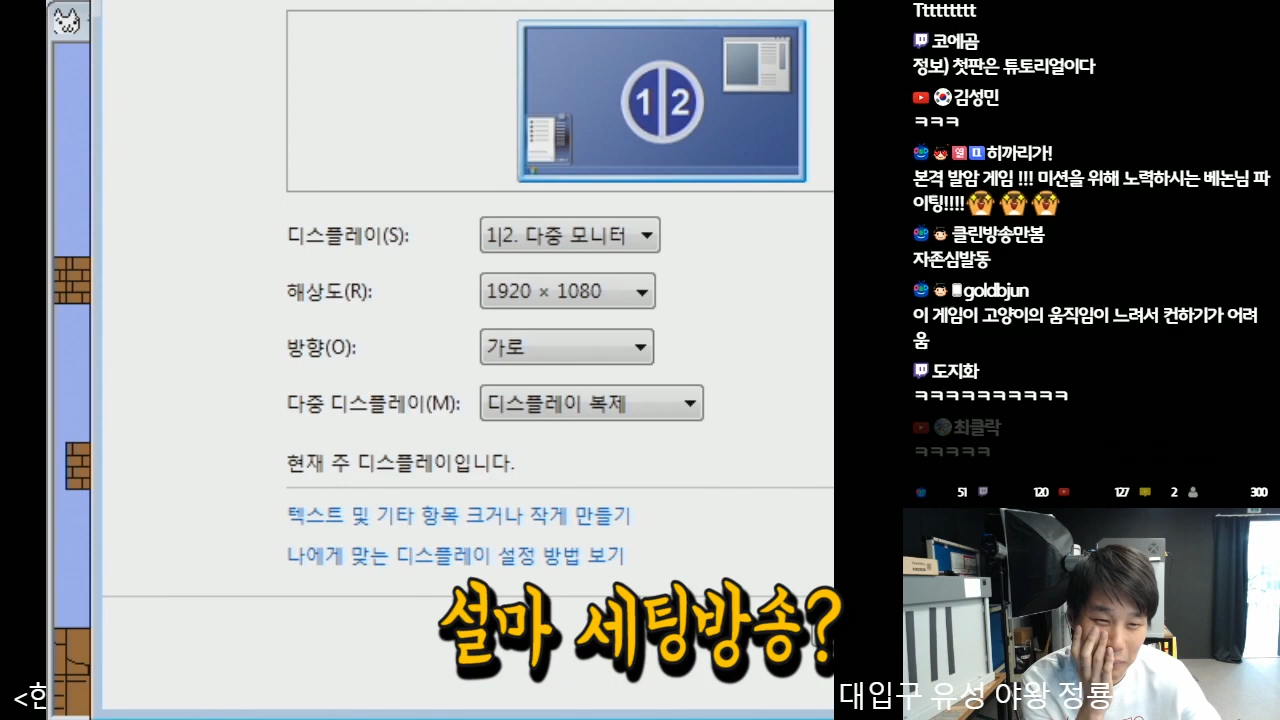 1 2
디스플레이(S):
1|2. 다중 모니터
해상도(R):
1920 × 1080
방향(O):
가로
다중 디스플레이(M):
디스플레이 복제
현재 주 디스플레이입니다.
텍스트 및 기타 항목 크거나 작게 만들기
나에게 맞는 디스플레이 설정 방법 보기
설마 세팅방송?
Tttttttttt
코에곰
정보) 첫판은 튜토리얼이다
김성민
ㅋㅋㅋ
열 히까리가!
본격 발암 게임 !!! 미션을 위해 노력하시는 베논님 파
이팅!!!!
클린방송만봄
자존심발동
goldbjun
이 게임이 고양이의 움직임이 느려서 컨하기가 어려
움
도지화
ㅋㅋㅋㅋㅋㅋㅋㅋㅋㅋ
최클락
ㅋㅋㅋㅋㅋ
51 120 127 2 300
<한 대입구 유성 야왕 정룡